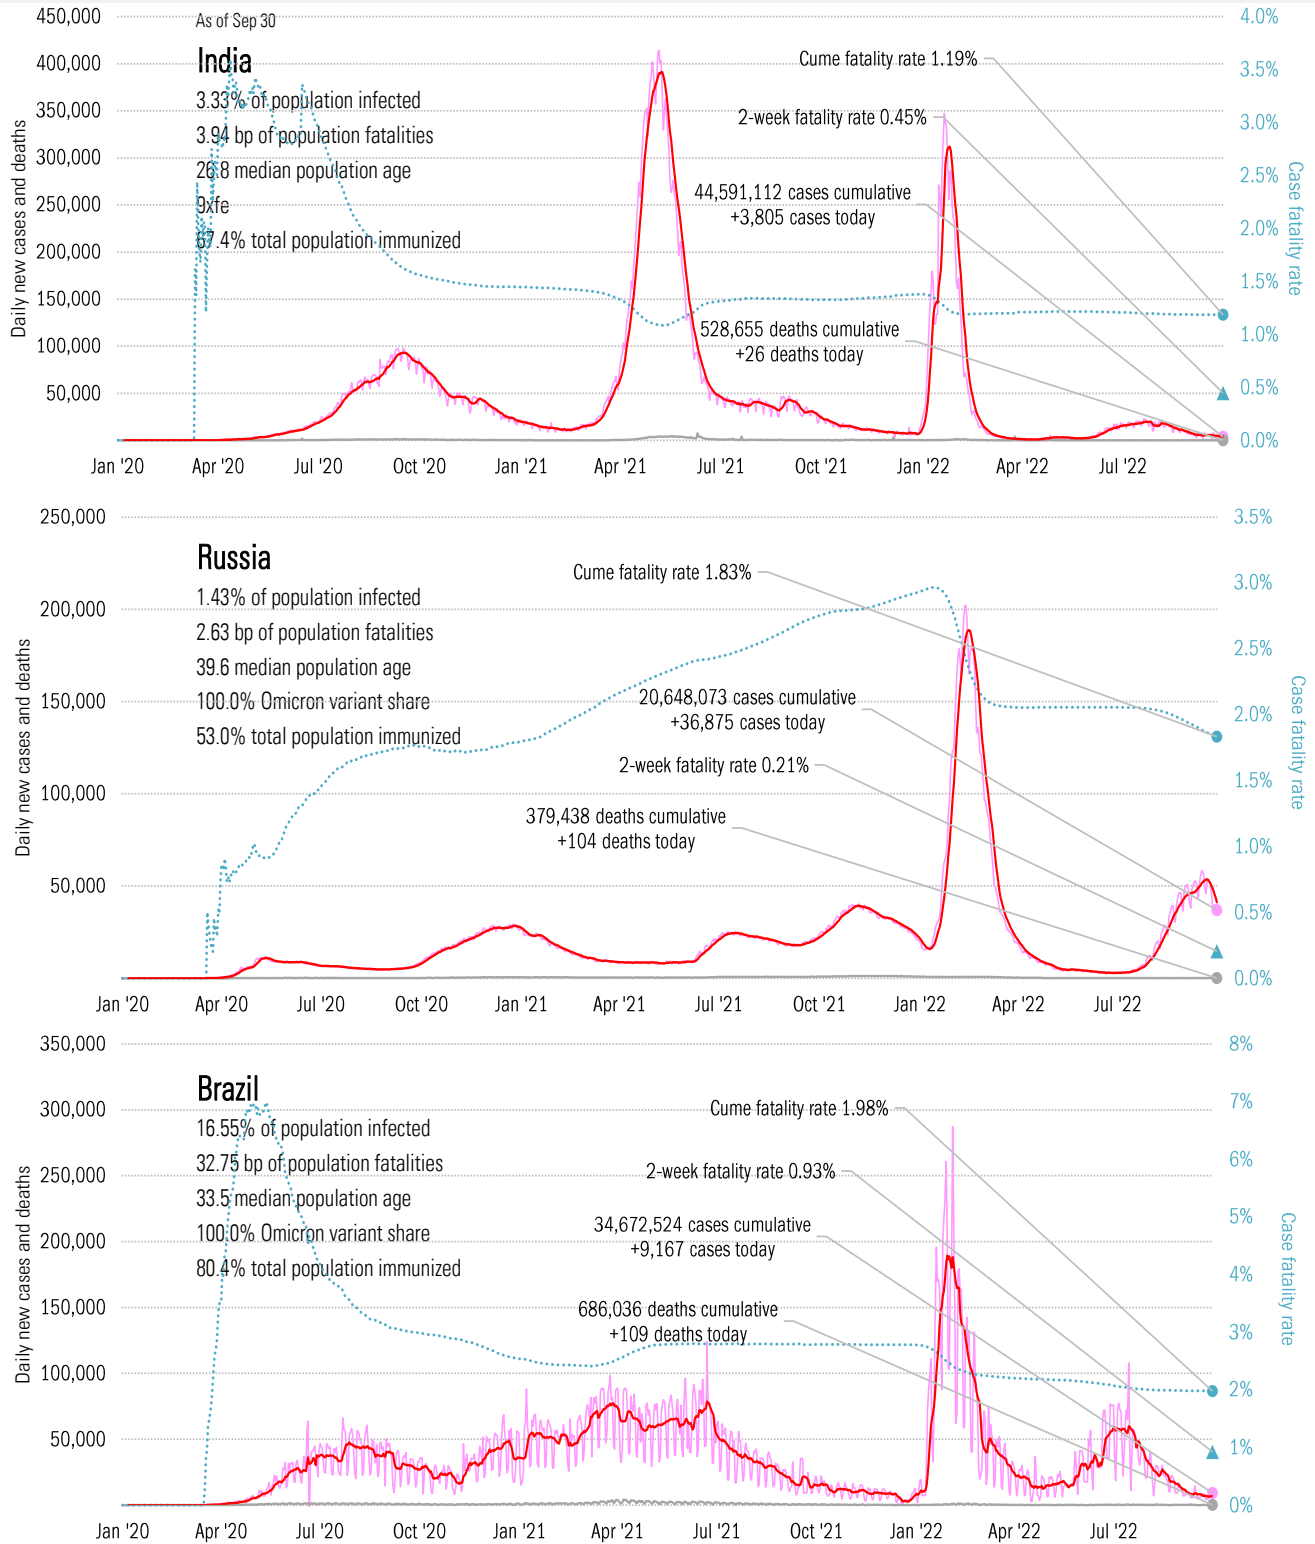 As of Sep 30
India
3.33% of population infected
3.94 bp of population fatalities
26.8 median population age
9xfe
67.4% total population immunized
Cume fatality rate 1.19%
2-week fatality rate 0.45%
44,591,112 cases cumulative
+3,805 cases today
528,655 deaths cumulative
+26 deaths today
Daily new cases and deaths
450,000
400,000
350,000
300,000
250,000
200,000
150,000
100,000
50,000
4.0%
3.5%
3.0%
2.5%
2.0%
1.5%
1.0%
0.5%
0.0%
Case fatality rate
Jan '20 Apr '20 Jul '20 Oct '20 Jan '21 Apr '21 Jul '21 Oct '21 Jan '22 Apr '22 Jul '22
Russia
1.43% of population infected
2.63 bp of population fatalities
39.6 median population age
100.0% Omicron variant share
53.0% total population immunized
Cume fatality rate 1.83%
20,648,073 cases cumulative
+36,875 cases today
2-week fatality rate 0.21%
379,438 deaths cumulative
+104 deaths today
Daily new cases and deaths
250,000
200,000
150,000
100,000
50,000
3.5%
3.0%
2.5%
2.0%
1.5%
1.0%
0.5%
0.0%
Case fatality rate
Jan '20 Apr '20 Jul '20 Oct '20 Jan '21 Apr '21 Jul '21 Oct '21 Jan '22 Apr '22 Jul '22
Brazil
16.55% of population infected
32.75 bp of population fatalities
33.5 median population age
100.0% Omicron variant share
80.4% total population immunized
Cume fatality rate 1.98%
2-week fatality rate 0.93%
34,672,524 cases cumulative
+9,167 cases today
686,036 deaths cumulative
+109 deaths today
Daily new cases and deaths
350,000
300,000
250,000
200,000
150,000
100,000
50,000
8%
7%
6%
5%
4%
3%
2%
1%
0%
Case fatality rate
Jan '20 Apr '20 Jul '20 Oct '20 Jan '21 Apr '21 Jul '21 Oct '21 Jan '22 Apr '22 Jul '22